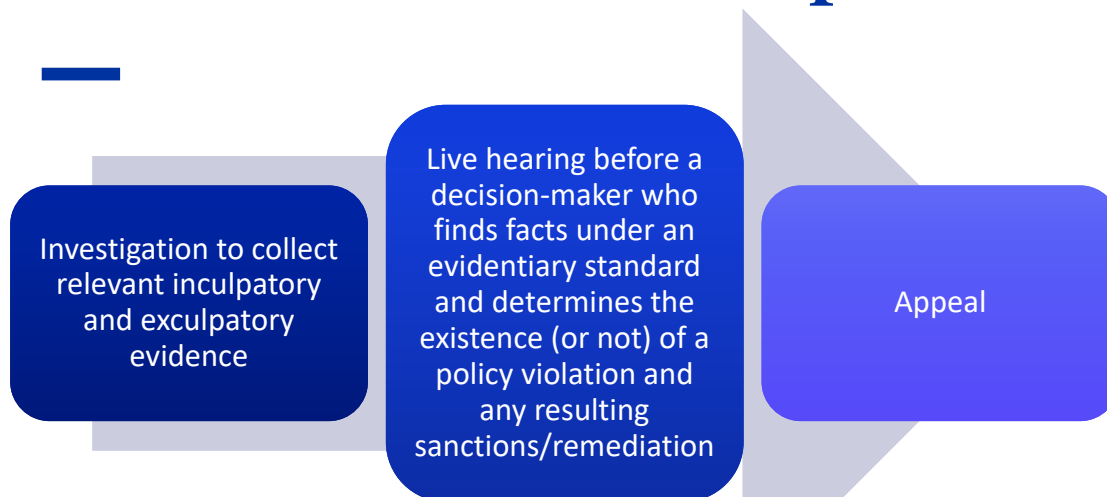 Investigation to collect
relevant inculpatory
and exculpatory
evidence
Live hearing before a
decision-maker who
finds facts under an
evidentiary standard
and determines the
existence (or not) of a
policy violation and
any resulting
sanctions/remediation
Appeal